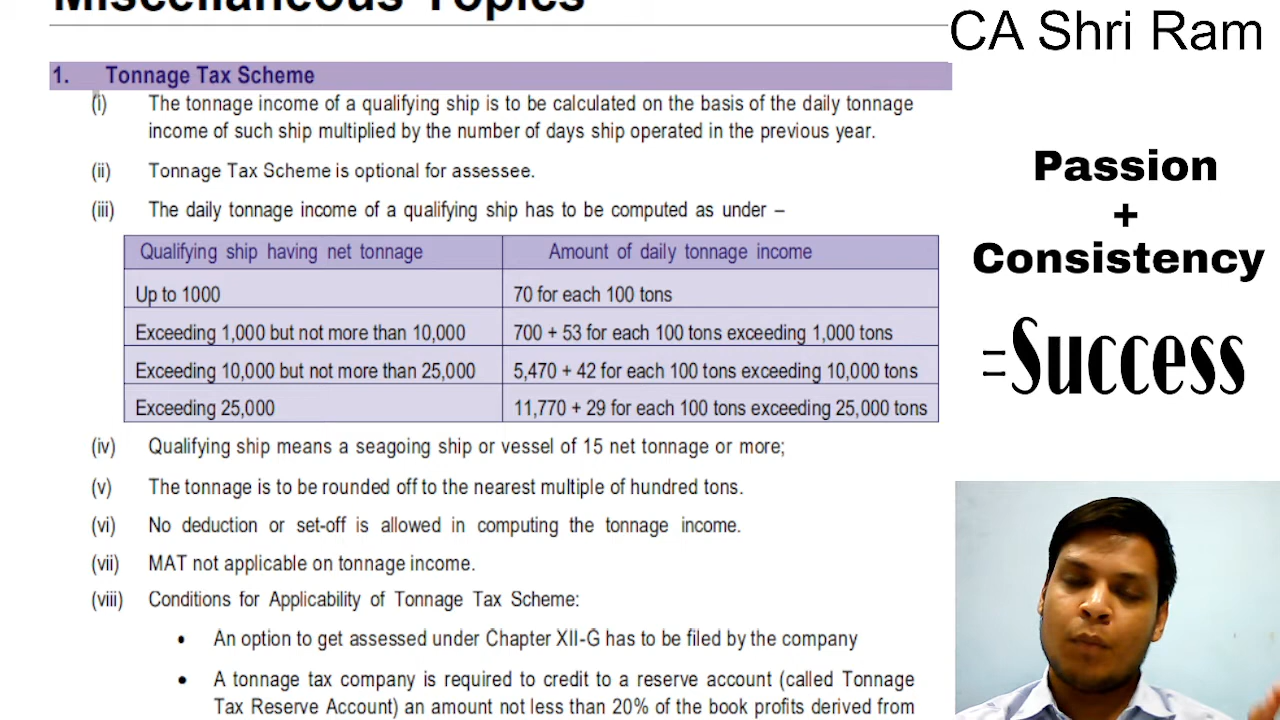 Miscellaneous Topics
CA Shri Ram
1. Tonnage Tax Scheme
(i) The tonnage income of a qualifying ship is to be calculated on the basis of the daily tonnage
income of such ship multiplied by the number of days ship operated in the previous year.
(ii) Tonnage Tax Scheme is optional for assessee.
(iii) The daily tonnage income of a qualifying ship has to be computed as under –
Qualifying ship having net tonnage Amount of daily tonnage income
Up to 1000 70 for each 100 tons
Exceeding 1,000 but not more than 10,000 700 + 53 for each 100 tons exceeding 1,000 tons
Exceeding 10,000 but not more than 25,000 5,470 + 42 for each 100 tons exceeding 10,000 tons
Exceeding 25,000 11,770 + 29 for each 100 tons exceeding 25,000 tons
(iv) Qualifying ship means a seagoing ship or vessel of 15 net tonnage or more;
(v) The tonnage is to be rounded off to the nearest multiple of hundred tons.
(vi) No deduction or set-off is allowed in computing the tonnage income.
(vii) MAT not applicable on tonnage income.
(viii) Conditions for Applicability of Tonnage Tax Scheme:
• An option to get assessed under Chapter XII-G has to be filed by the company
• A tonnage tax company is required to credit to a reserve account (called Tonnage
Tax Reserve Account) an amount not less than 20% of the book profits derived from
Passion
+
Consistency
=Success